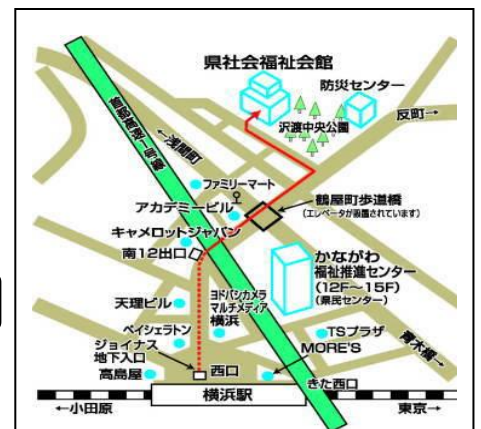 県社会福祉会館
防災センター
反町→
沢渡中央公園
←浅間町
ファミリーマート
アカデミービル
鶴屋町歩道橋
(エレベータが設置されています)
キャメロットジャパン
南12出口
かながわ
福祉推進センター
(12F~15F)
(県民センター)
天理ビル
ヨドバシカメラ
マルチメディア
横浜
ベイシェラトン
TSプラザ
青木橋→
ジョイナス
地下入口
MORE'S
高島屋
西口
きた西口
横浜駅
←小田原
東京→